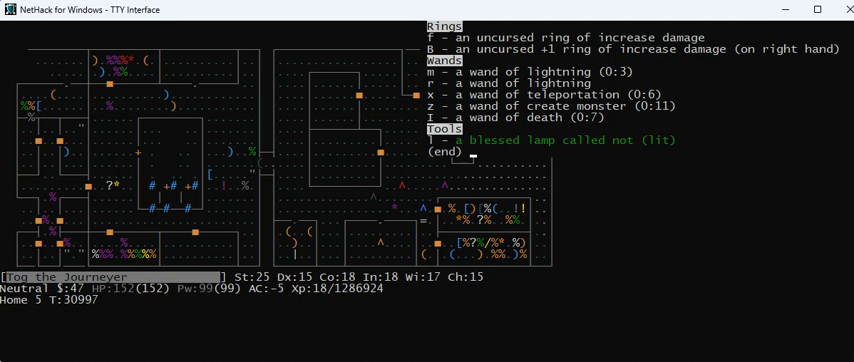 NetHack for Windows - TTY Interface
Rings
f - an uncursed ring of increase damage
B - an uncursed +1 ring of increase damage (on right hand)
Wands
m - a wand of lightning (0:3)
r - a wand of lightning
x - a wand of teleportation (0:6)
z - a wand of create monster (0:11)
I - a wand of death (0:7)
Tools
l - a blessed lamp called not (lit)
(end)
[Tog the Journeyer ] St:25 Dx:15 Co:18 In:18 Wi:17 Ch:15
Neutral $:47 HP:152(152) Pw:99(99) AC:-5 Xp:18/1286924
Home 5 T:30997